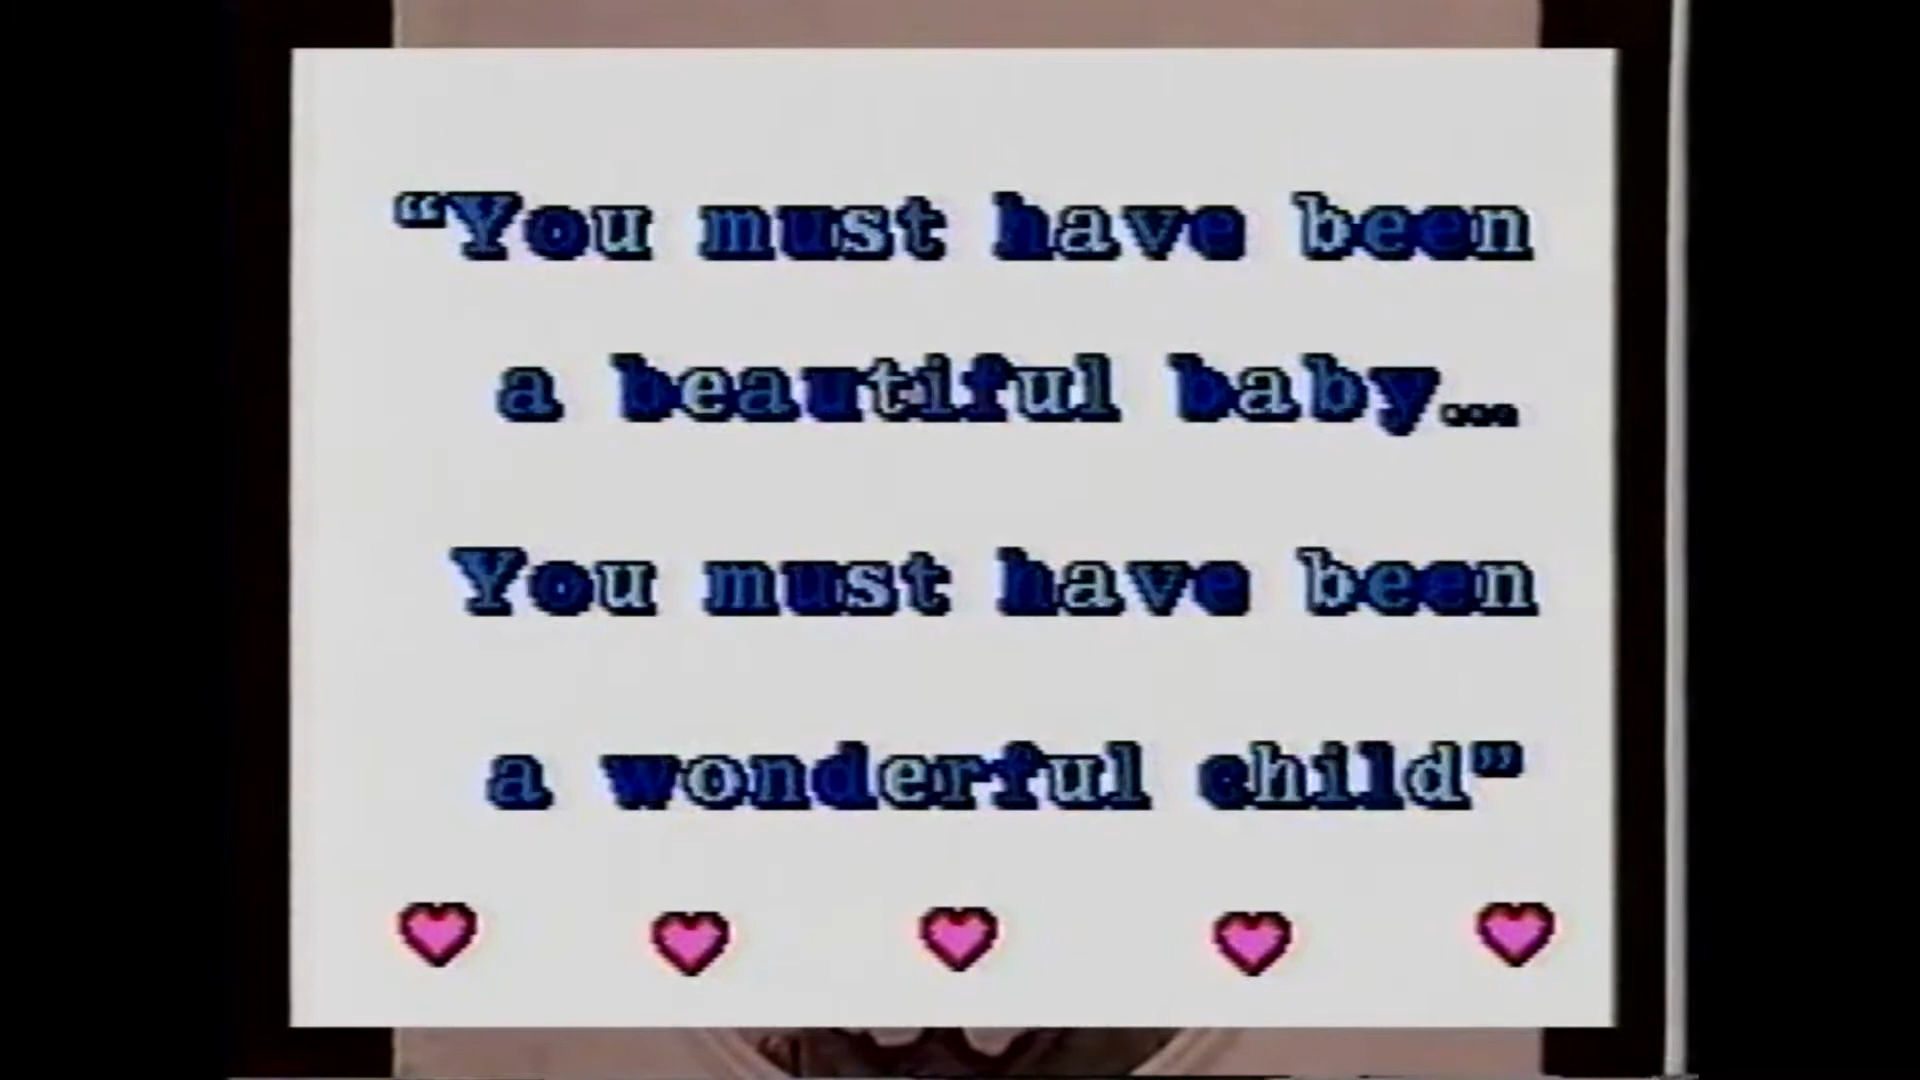 “You must have been
a beautiful baby...
You must have been
a wonderful child”